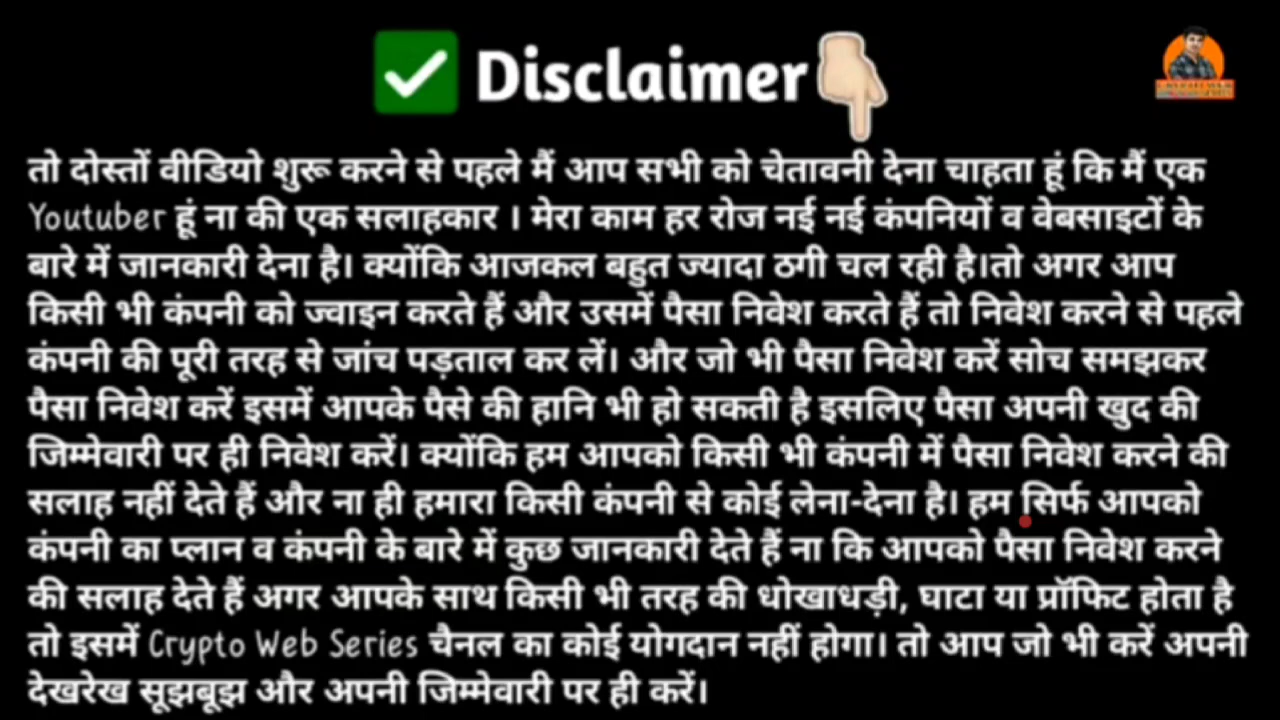 ✅ Disclaimer👇
तो दोस्तों वीडियो शुरू करने से पहले मैं आप सभी को चेतावनी देना चाहता हूं कि मैं एक
Youtuber हूं ना की एक सलाहकार । मेरा काम हर रोज नई नई कंपनियों व वेबसाइटों के
बारे में जानकारी देना है। क्योंकि आजकल बहुत ज्यादा ठगी चल रही है।तो अगर आप
किसी भी कंपनी को ज्वाइन करते हैं और उसमें पैसा निवेश करते हैं तो निवेश करने से पहले
कंपनी की पूरी तरह से जांच पड़ताल कर लें। और जो भी पैसा निवेश करें सोच समझकर
पैसा निवेश करें इसमें आपके पैसे की हानि भी हो सकती है इसलिए पैसा अपनी खुद की
जिम्मेवारी पर ही निवेश करें। क्योंकि हम आपको किसी भी कंपनी में पैसा निवेश करने की
सलाह नहीं देते हैं और ना ही हमारा किसी कंपनी से कोई लेना-देना है। हम सिर्फ आपको
कंपनी का प्लान व कंपनी के बारे में कुछ जानकारी देते हैं ना कि आपको पैसा निवेश करने
की सलाह देते हैं अगर आपके साथ किसी भी तरह की धोखाधड़ी, घाटा या प्रॉफिट होता है
तो इसमें Crypto Web Series चैनल का कोई योगदान नहीं होगा। तो आप जो भी करें अपनी
देखरेख सूझबूझ और अपनी जिम्मेवारी पर ही करें।